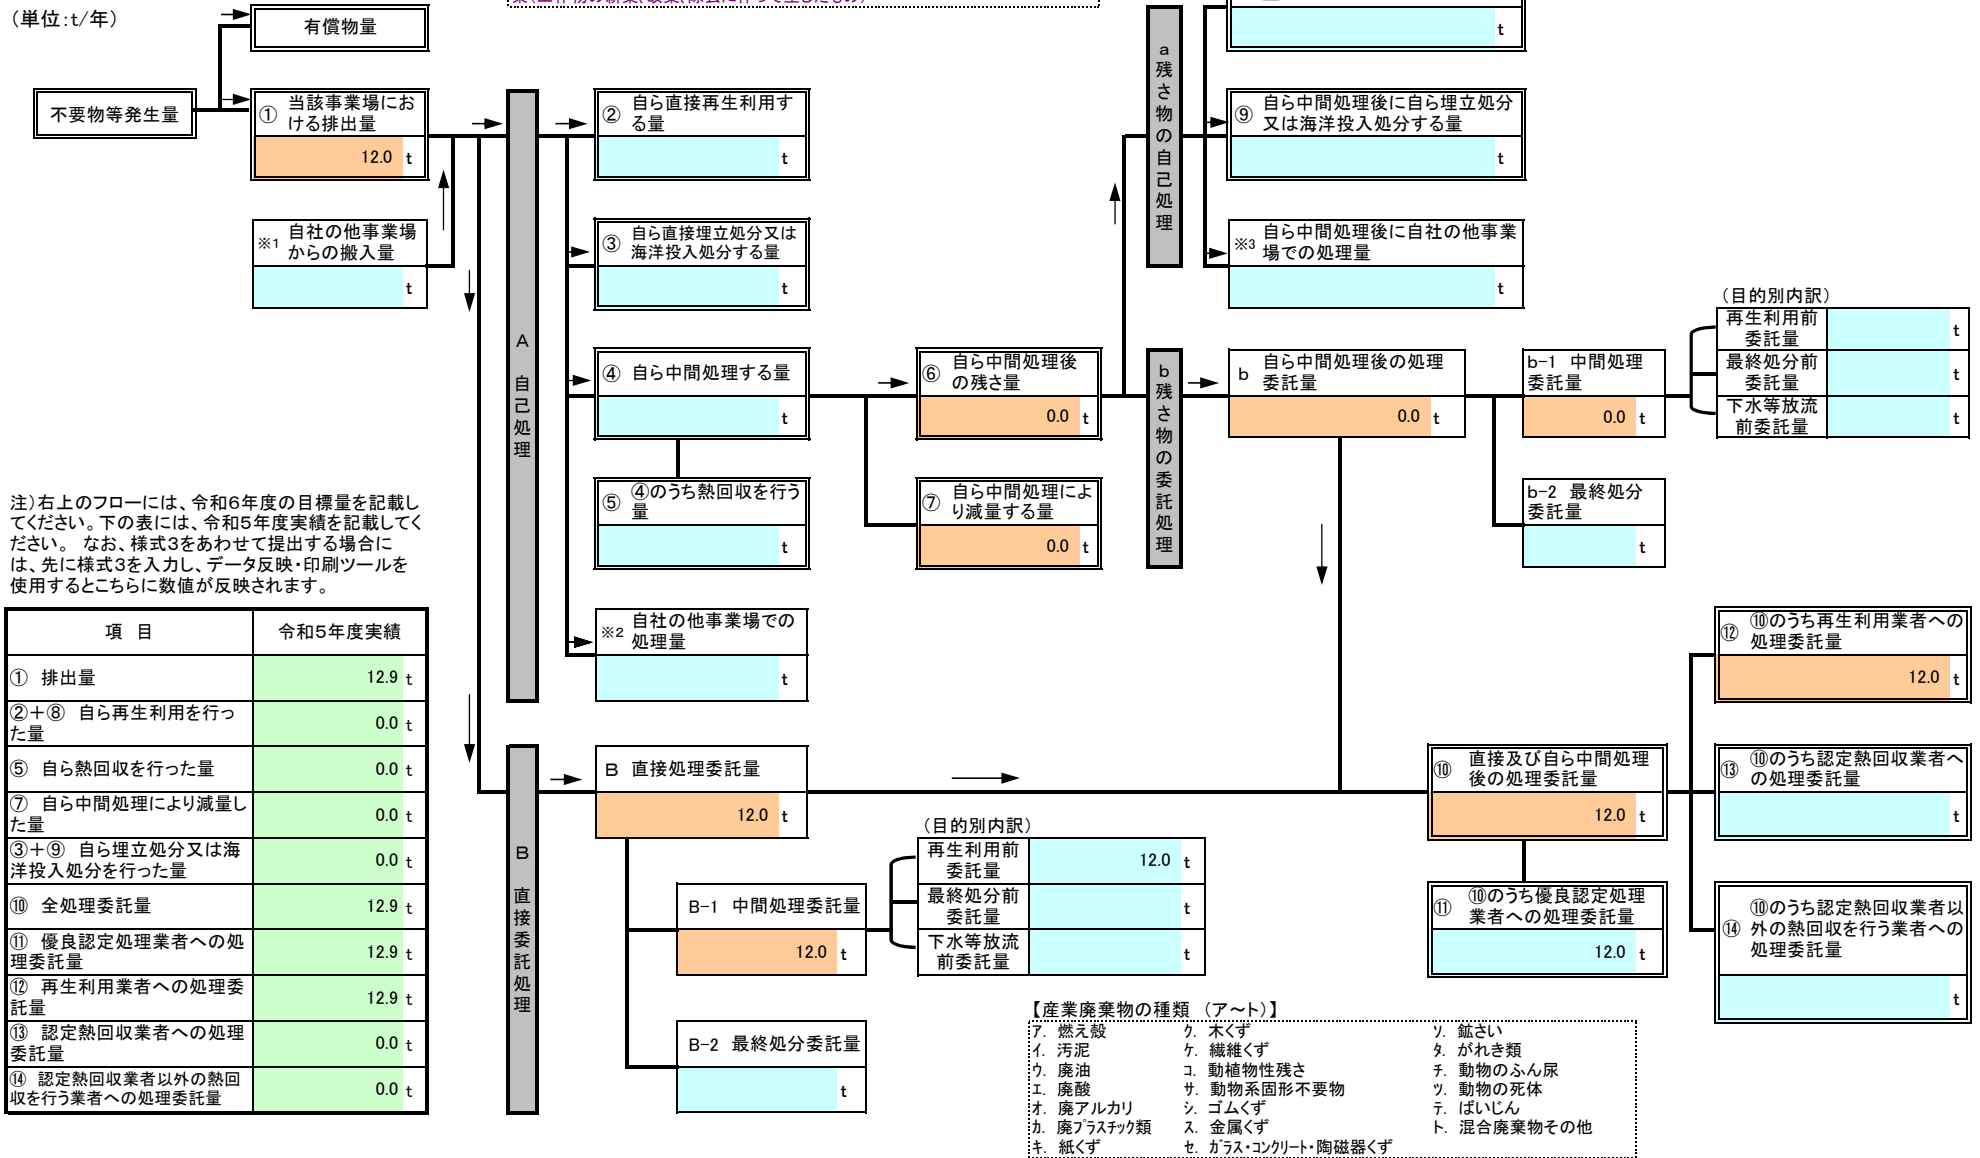 （単位：t/年）
有償物量
t
不要物等発生量
① 当該事業場にお
ける排出量
12.0 t
※1 自社の他事業場
からの搬入量
t
A 自己処理
② 自ら直接再生利用す
る量
t
③ 自ら直接埋立処分又は
海洋投入処分する量
t
④ 自ら中間処理する量
t
⑤ ④のうち熱回収を行う
量
t
※2 自社の他事業場での
処理量
t
⑥ 自ら中間処理後
の残さ量
0.0 t
⑦ 自ら中間処理によ
り減量する量
0.0 t
a 残さ物の自己処理
⑨ 自ら中間処理後に自ら埋立処分
又は海洋投入処分する量
t
※3 自ら中間処理後に自社の他事業
場での処理量
t
b 残さ物の委託処理
b 自ら中間処理後の処理
委託量
0.0 t
b-1 中間処理
委託量
0.0 t
b-2 最終処分
委託量
t
（目的別内訳）
再生利用前
委託量
t
最終処分前
委託量
t
下水等放流
前委託量
t
注）右上のフローには、令和６年度の目標量を記載し
てください。下の表には、令和５年度実績を記載してく
ださい。 なお、様式３をあわせて提出する場合に
は、先に様式３を入力し、データ反映・印刷ツールを
使用するとこちらに数値が反映されます。
項 目 令和５年度実績
① 排出量 12.9 t
②＋⑧ 自ら再生利用を行っ
た量 0.0 t
⑤ 自ら熱回収を行った量 0.0 t
⑦ 自ら中間処理により減量し
た量 0.0 t
③＋⑨ 自ら埋立処分又は海
洋投入処分を行った量 0.0 t
⑩ 全処理委託量 12.9 t
⑪ 優良認定処理業者への処
理委託量 12.9 t
⑫ 再生利用業者への処理委
託量 12.9 t
⑬ 認定熱回収業者への処理
委託量 0.0 t
⑭ 認定熱回収業者以外の熱回
収を行う業者への処理委託量 0.0 t
B 直接委託処理
B 直接処理委託量
12.0 t
B-1 中間処理委託量
12.0 t
B-2 最終処分委託量
t
（目的別内訳）
再生利用前
委託量
12.0 t
最終処分前
委託量
t
下水等放流
前委託量
t
⑩ 直接及び自ら中間処理
後の処理委託量
12.0 t
⑪ ⑩のうち優良認定処理
業者への処理委託量
12.0 t
⑫ ⑩のうち再生利用業者への
処理委託量
12.0 t
⑬ ⑩のうち認定熱回収業者へ
の処理委託量
t
⑭ ⑩のうち認定熱回収業者以
外の熱回収を行う業者への
処理委託量
t
【産業廃棄物の種類 （ア～ト）】
ア. 燃え殻 ク. 木くず ソ. 鉱さい
イ. 汚泥 ケ. 繊維くず タ. がれき類
ウ. 廃油 コ. 動植物性残さ チ. 動物のふん尿
エ. 廃酸 サ. 動物系固形不要物 ツ. 動物の死体
オ. 廃アルカリ シ. ゴムくず テ. ばいじん
カ. 廃プラスチック類 ス. 金属くず ト. 混合廃棄物その他
キ. 紙くず セ. ガラス・コンクリート・陶磁器くず